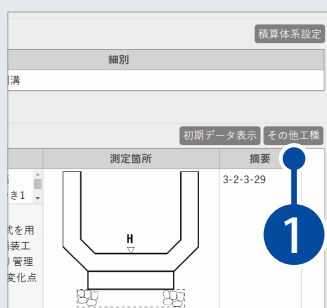 積算体系設定
細別
溝
初期データ表示 その他工種
測定箇所 摘要
3-2-3-29
き1
H
式を用
装工
管理
変化点
1